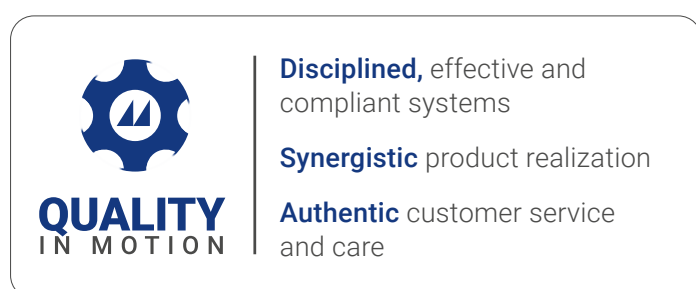 QUALITY
IN MOTION
Disciplined, effective and
compliant systems
Synergistic product realization
Authentic customer service
and care